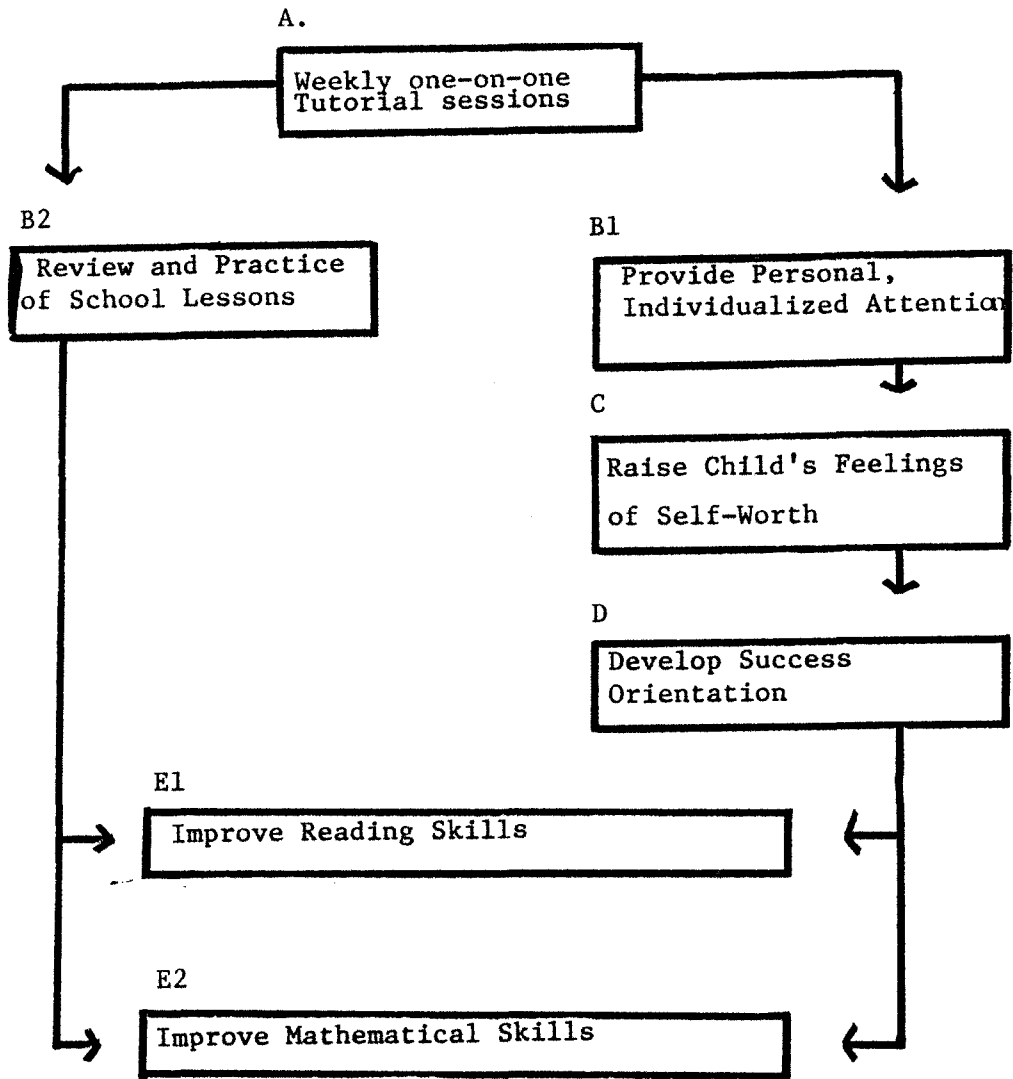 A.
Weekly one-on-one
Tutorial sessions
B2
Review and Practice
of School Lessons
B1
Provide Personal,
Individualized Attention
C
Raise Child's Feelings
of Self-Worth
D
Develop Success
Orientation
E1
Improve Reading Skills
E2
Improve Mathematical Skills